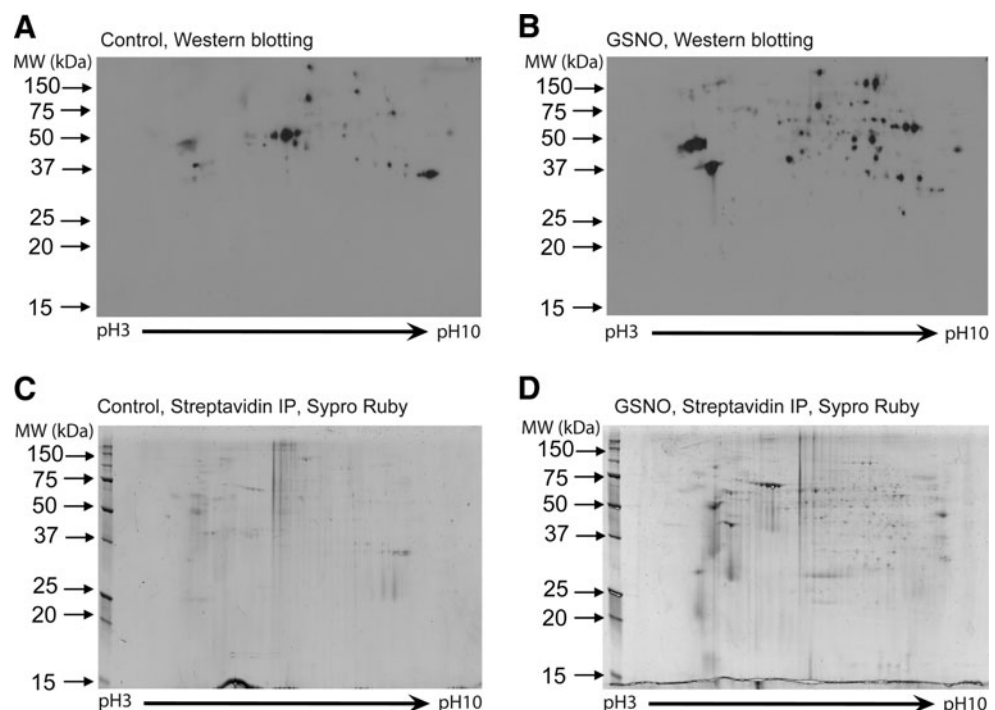 A
Control, Western blotting
MW (kDa)
150
75
50
37
25
20
15
pH3
pH10
B
GSNO, Western blotting
MW (kDa)
150
75
50
37
25
20
15
pH3
pH10
C
Control, Streptavidin IP, Sypro Ruby
MW (kDa)
150
75
50
37
25
20
15
pH3
pH10
D
GSNO, Streptavidin IP, Sypro Ruby
MW (kDa)
150
75
50
37
25
20
15
pH3
pH10